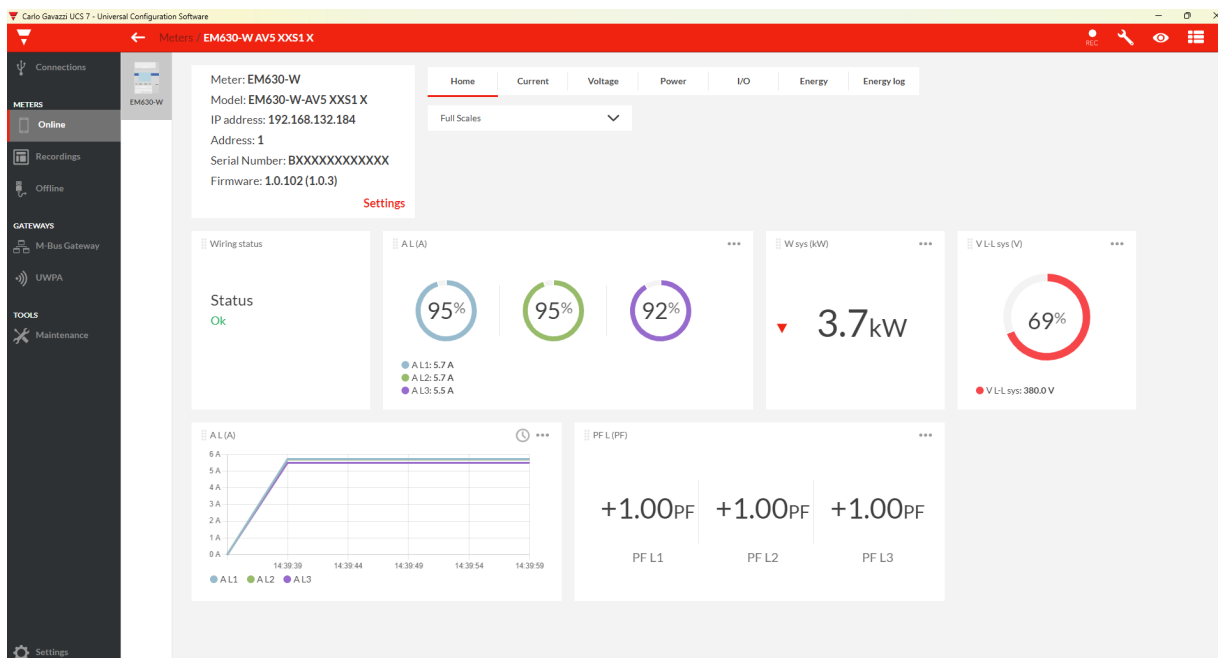 Carlo Gavazzi UCS 7 - Universal Configuration Software
Meters / EM630-W AV5 XXS1 X
REC
Connections
METERS
Online
Recordings
Offline
GATEWAYS
M-Bus Gateway
UWPA
TOOLS
Maintenance
Settings
EM630-W
Meter: EM630-W
Model: EM630-W-AV5 XXS1 X
IP address: 192.168.132.184
Address: 1
Serial Number: BXXXXXXXXXXXX
Firmware: 1.0.102 (1.0.3)
Settings
Home Current Voltage Power I/O Energy Energy log
Full Scales
Wiring status
Status
Ok
A L (A)
95% 95% 92%
A L1: 5.7 A
A L2: 5.7 A
A L3: 5.5 A
W sys (kW)
3.7kW
V L-L sys (V)
69%
V L-L sys: 380.0 V
A L (A)
6 A
5 A
4 A
3 A
2 A
1 A
0 A
14:39:39 14:39:44 14:39:49 14:39:54 14:39:59
A L1 A L2 A L3
PF L (PF)
+1.00PF +1.00PF +1.00PF
PF L1 PF L2 PF L3